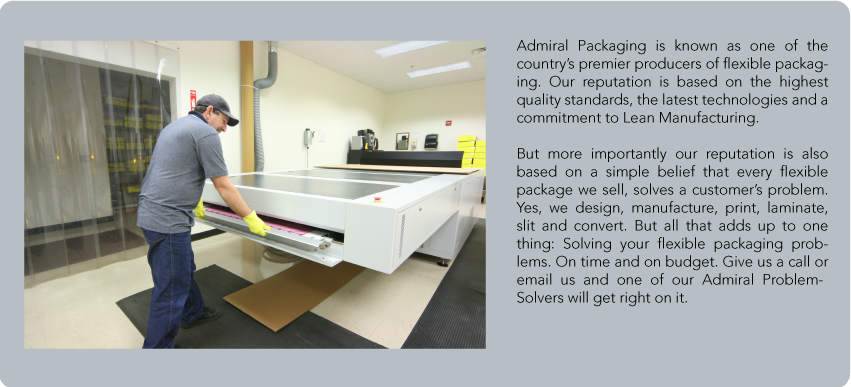 Admiral Packaging is known as one of the
country's premier producers of flexible packag-
ing. Our reputation is based on the highest
quality standards, the latest technologies and a
commitment to Lean Manufacturing.
But more importantly our reputation is also
based on a simple belief that every flexible
package we sell, solves a customer's problem.
Yes, we design, manufacture, print, laminate,
slit and convert. But all that adds up to one
thing: Solving your flexible packaging prob-
lems. On time and on budget. Give us a call or
email us and one of our Admiral Problem-
Solvers will get right on it.